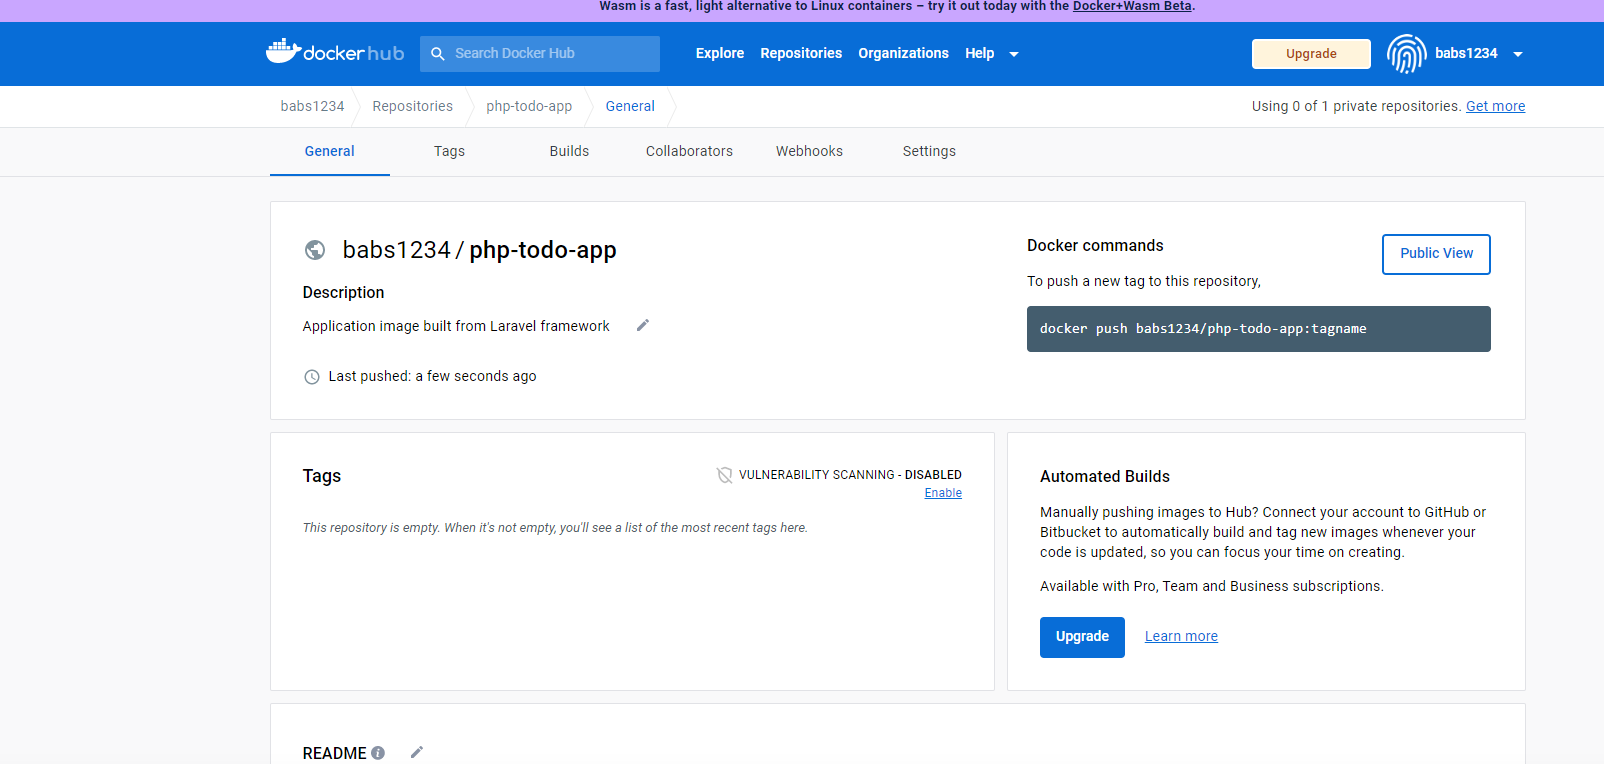 Wasm is a fast, light alternative to Linux containers – try it out today with the Docker+Wasm Beta.
dockerhub Search Docker Hub Explore Repositories Organizations Help Upgrade babs1234
babs1234 Repositories php-todo-app General Using 0 of 1 private repositories. Get more
General Tags Builds Collaborators Webhooks Settings
babs1234 / php-todo-app
Description
Application image built from Laravel framework
Last pushed: a few seconds ago
Docker commands
Public View
To push a new tag to this repository,
docker push babs1234/php-todo-app:tagname
Tags
VULNERABILITY SCANNING - DISABLED
Enable
This repository is empty. When it's not empty, you'll see a list of the most recent tags here.
Automated Builds
Manually pushing images to Hub? Connect your account to GitHub or
Bitbucket to automatically build and tag new images whenever your
code is updated, so you can focus your time on creating.
Available with Pro, Team and Business subscriptions.
Upgrade Learn more
README